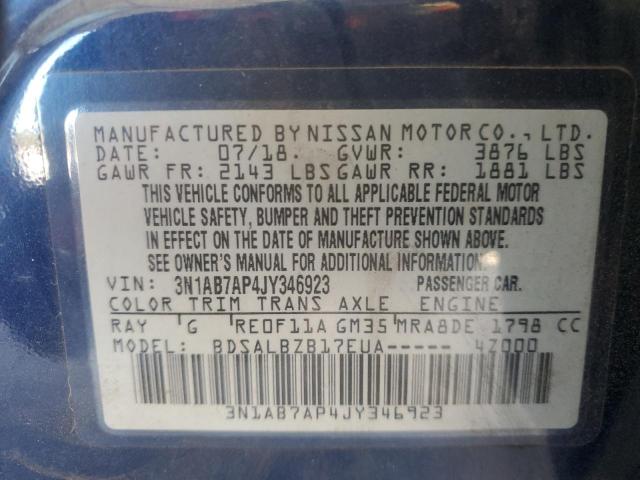 MANUFACTURED BY NISSAN MOTOR CO., LTD.
DATE: 07/18. GVWR: 3876 LBS
GAWR FR: 2143 LBS GAWR RR: 1881 LBS
THIS VEHICLE CONFORMS TO ALL APPLICABLE FEDERAL MOTOR
VEHICLE SAFETY, BUMPER AND THEFT PREVENTION STANDARDS
IN EFFECT ON THE DATE OF MANUFACTURE SHOWN ABOVE.
SEE OWNER'S MANUAL FOR ADDITIONAL INFORMATION.
VIN: 3N1AB7AP4JY346923 PASSENGER CAR.
COLOR TRIM TRANS AXLE ENGINE
RAY G RE0F11A GM35 MRA8DE 1798 CC
MODEL: BDSALBZB17EUA----- 4Z000
3N1AB7AP4JY346923